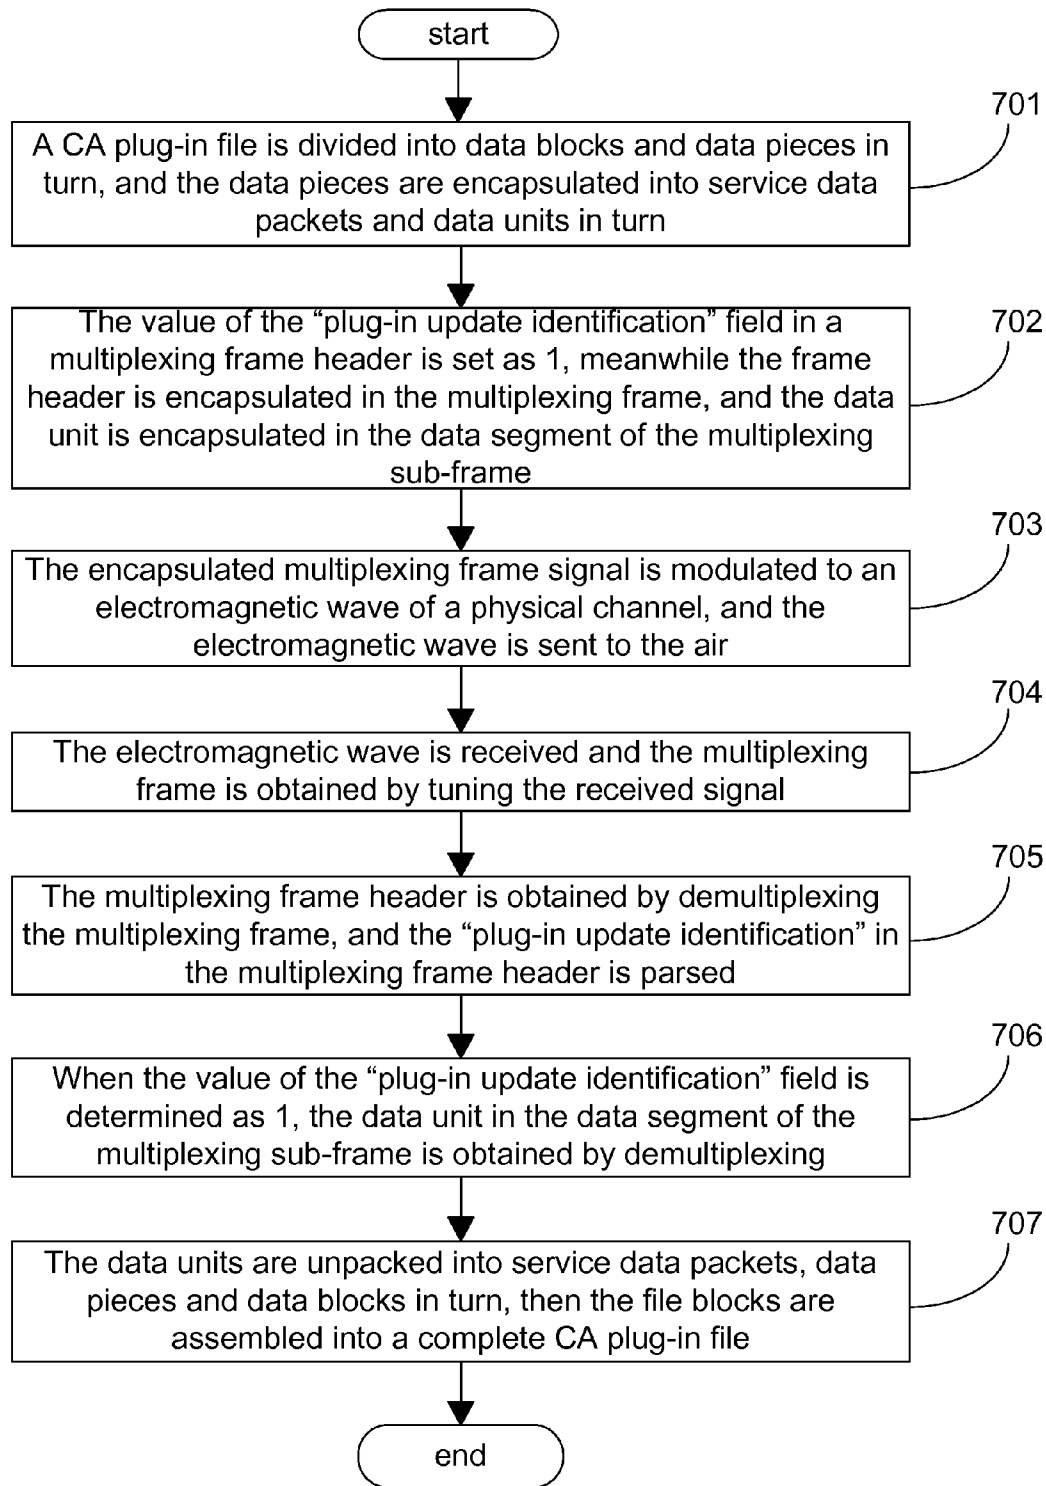 start
701
A CA plug-in file is divided into data blocks and data pieces in
turn, and the data pieces are encapsulated into service data
packets and data units in turn
702
The value of the “plug-in update identification” field in a
multiplexing frame header is set as 1, meanwhile the frame
header is encapsulated in the multiplexing frame, and the data
unit is encapsulated in the data segment of the multiplexing
sub-frame
703
The encapsulated multiplexing frame signal is modulated to an
electromagnetic wave of a physical channel, and the
electromagnetic wave is sent to the air
704
The electromagnetic wave is received and the multiplexing
frame is obtained by tuning the received signal
705
The multiplexing frame header is obtained by demultiplexing
the multiplexing frame, and the “plug-in update identification” in
the multiplexing frame header is parsed
706
When the value of the “plug-in update identification” field is
determined as 1, the data unit in the data segment of the
multiplexing sub-frame is obtained by demultiplexing
707
The data units are unpacked into service data packets, data
pieces and data blocks in turn, then the file blocks are
assembled into a complete CA plug-in file
end